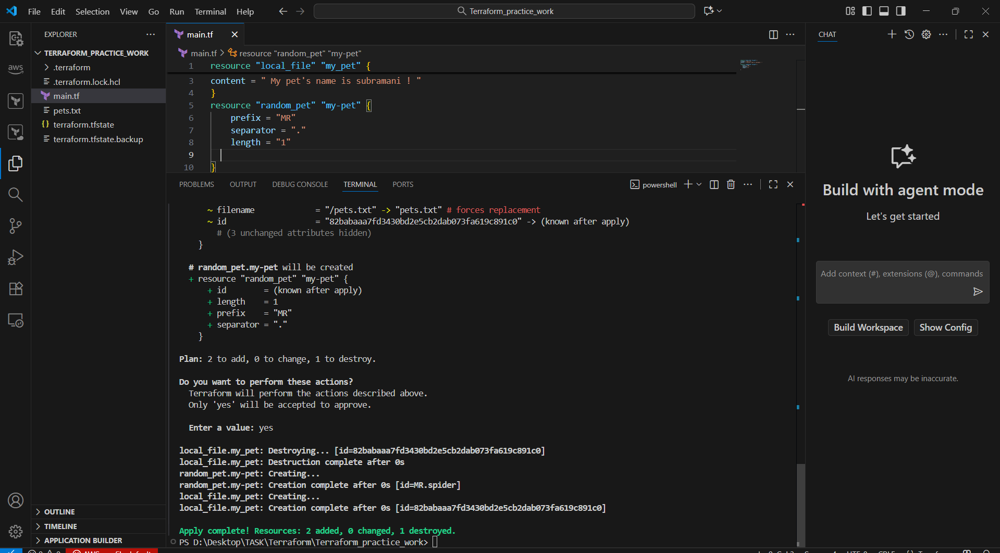 File Edit Selection View Go Run Terminal Help
Terraform_practice_work
EXPLORER
TERRAFORM_PRACTICE_WORK
.terraform
.terraform.lock.hcl
main.tf
pets.txt
terraform.tfstate
terraform.tfstate.backup
OUTLINE
TIMELINE
APPLICATION BUILDER
aws
main.tf
main.tf > resource "random_pet" "my-pet"
1 resource "local_file" "my_pet" {
3 content = " My pet's name is subramani ! "
4 }
5 resource "random_pet" "my-pet" {
6 prefix = "MR"
7 separator = "."
8 length = "1"
9
10 }
PROBLEMS OUTPUT DEBUG CONSOLE TERMINAL PORTS
powershell
~ filename = "/pets.txt" -> "pets.txt" # forces replacement
~ id = "82babaaa7fd3430bd2e5cb2dab073fa619c891c0" -> (known after apply)
# (3 unchanged attributes hidden)
}
# random_pet.my-pet will be created
+ resource "random_pet" "my-pet" {
+ id = (known after apply)
+ length = 1
+ prefix = "MR"
+ separator = "."
}
Plan: 2 to add, 0 to change, 1 to destroy.
Do you want to perform these actions?
Terraform will perform the actions described above.
Only 'yes' will be accepted to approve.
Enter a value: yes
local_file.my_pet: Destroying... [id=82babaaa7fd3430bd2e5cb2dab073fa619c891c0]
local_file.my_pet: Destruction complete after 0s
random_pet.my-pet: Creating...
random_pet.my-pet: Creation complete after 0s [id=MR.spider]
local_file.my_pet: Creating...
local_file.my_pet: Creation complete after 0s [id=82babaaa7fd3430bd2e5cb2dab073fa619c891c0]
Apply complete! Resources: 2 added, 0 changed, 1 destroyed.
PS D:\Desktop\TASK\Terraform\Terraform_practice_work>
CHAT
Build with agent mode
Let's get started
Add context (#), extensions (@), commands
Build Workspace Show Config
AI responses may be inaccurate.